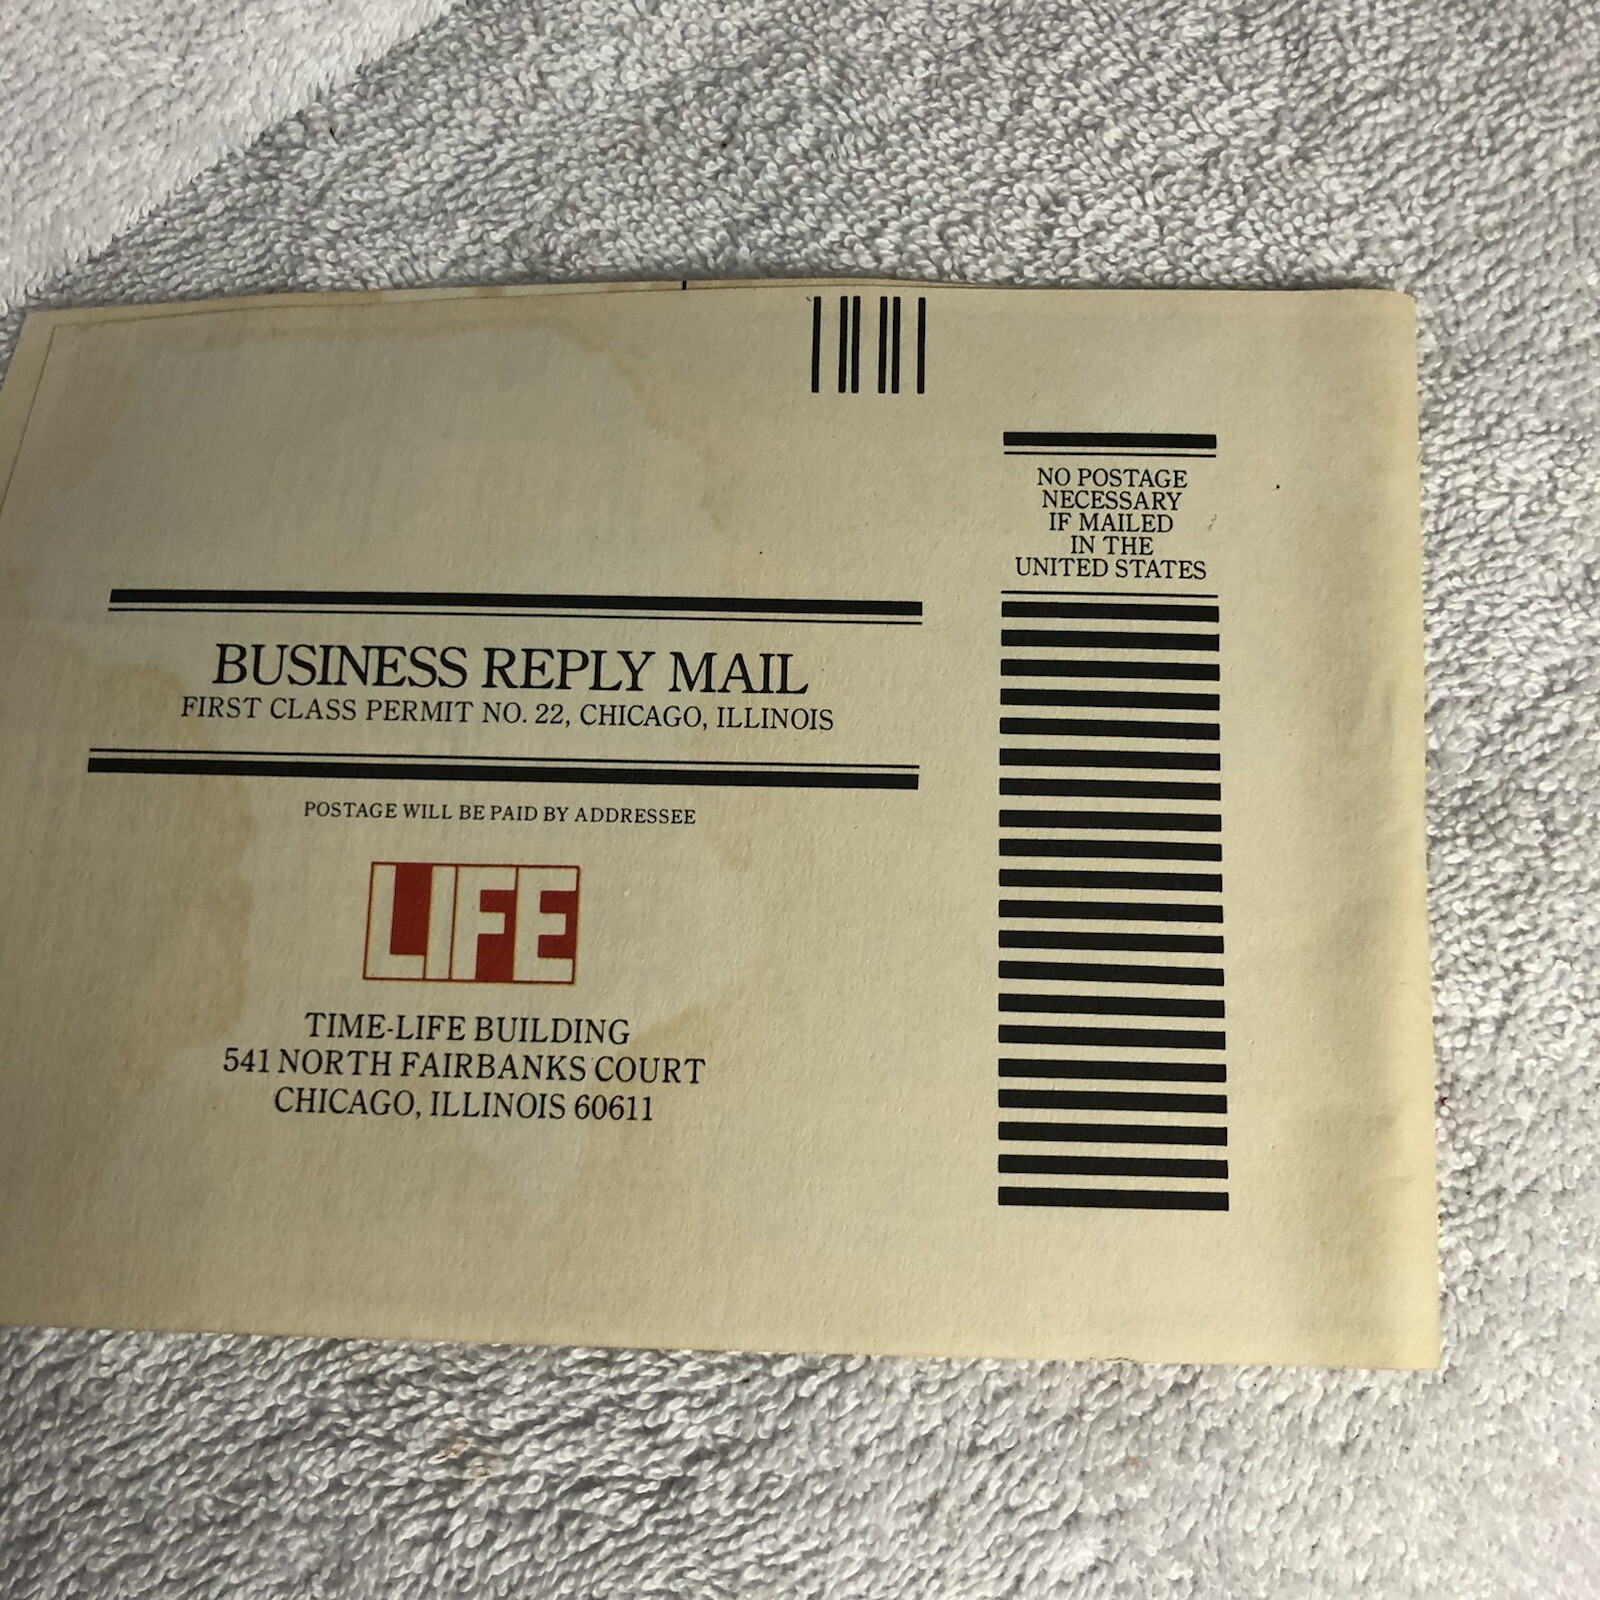 NO POSTAGE
NECESSARY
IF MAILED
IN THE
UNITED STATES
BUSINESS REPLY MAIL
FIRST CLASS PERMIT NO. 22, CHICAGO, ILLINOIS
POSTAGE WILL BE PAID BY ADDRESSEE
LIFE
TIME-LIFE BUILDING
541 NORTH FAIRBANKS COURT
CHICAGO, ILLINOIS 60611